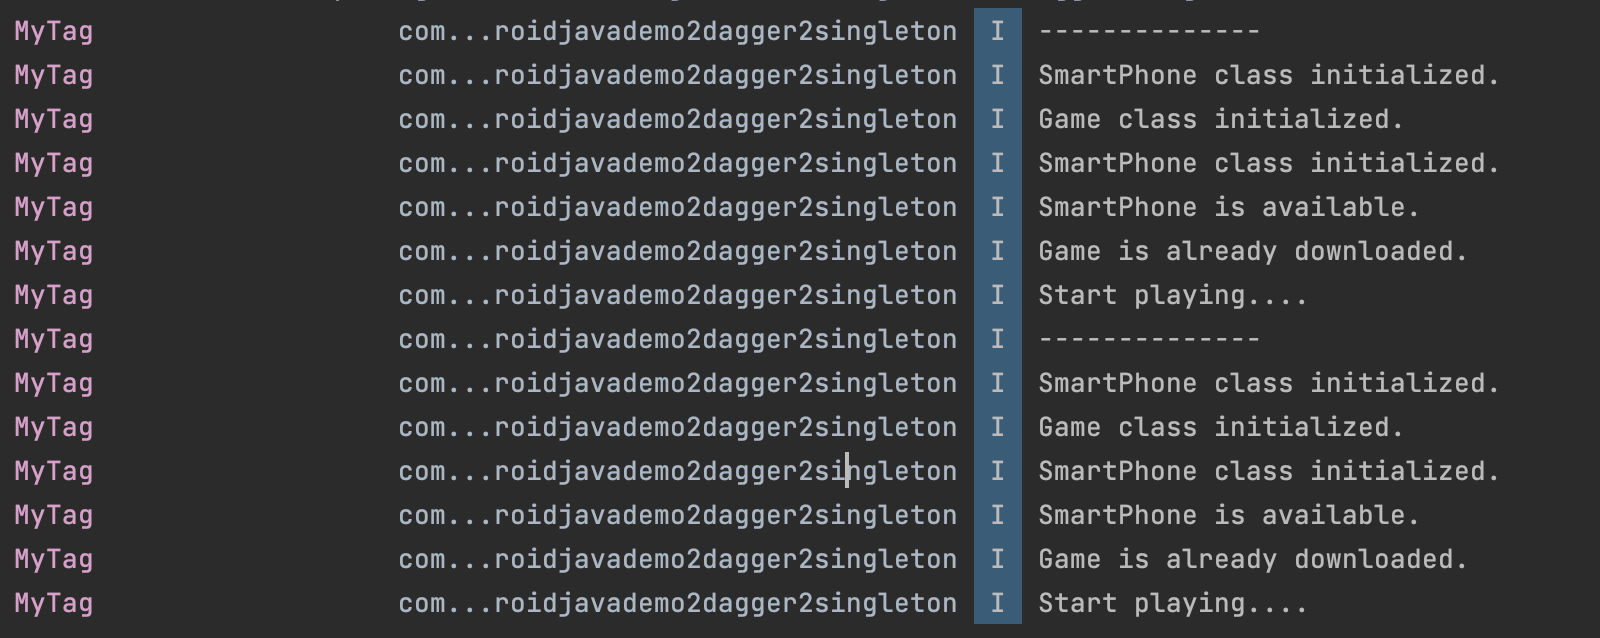 MyTag com...roidjavademo2dagger2singleton I --------------
MyTag com...roidjavademo2dagger2singleton I SmartPhone class initialized.
MyTag com...roidjavademo2dagger2singleton I Game class initialized.
MyTag com...roidjavademo2dagger2singleton I SmartPhone class initialized.
MyTag com...roidjavademo2dagger2singleton I SmartPhone is available.
MyTag com...roidjavademo2dagger2singleton I Game is already downloaded.
MyTag com...roidjavademo2dagger2singleton I Start playing....
MyTag com...roidjavademo2dagger2singleton I --------------
MyTag com...roidjavademo2dagger2singleton I SmartPhone class initialized.
MyTag com...roidjavademo2dagger2singleton I Game class initialized.
MyTag com...roidjavademo2dagger2singleton I SmartPhone class initialized.
MyTag com...roidjavademo2dagger2singleton I SmartPhone is available.
MyTag com...roidjavademo2dagger2singleton I Game is already downloaded.
MyTag com...roidjavademo2dagger2singleton I Start playing....